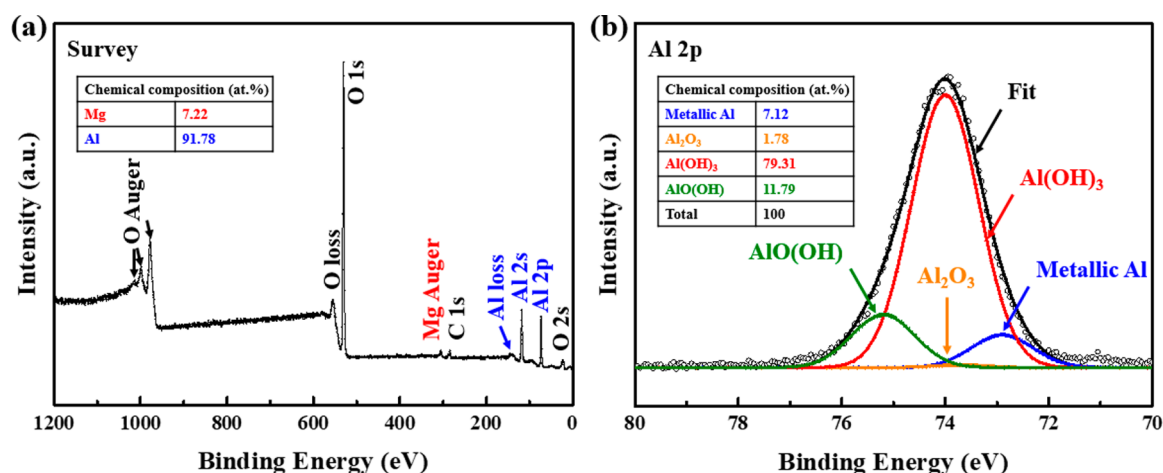 (a)
Survey
Chemical composition (at.%)
Mg 7.22
Al 91.78
O Auger
O loss
O 1s
Mg Auger
C 1s
Al loss
Al 2s
Al 2p
O 2s
Intensity (a.u.)
1200 1000 800 600 400 200 0
Binding Energy (eV)
(b)
Al 2p
Chemical composition (at.%)
Metallic Al 7.12
Al₂O₃ 1.78
Al(OH)₃ 79.31
AlO(OH) 11.79
Total 100
Fit
Al(OH)₃
AlO(OH)
Al₂O₃
Metallic Al
Intensity (a.u.)
80 78 76 74 72 70
Binding Energy (eV)